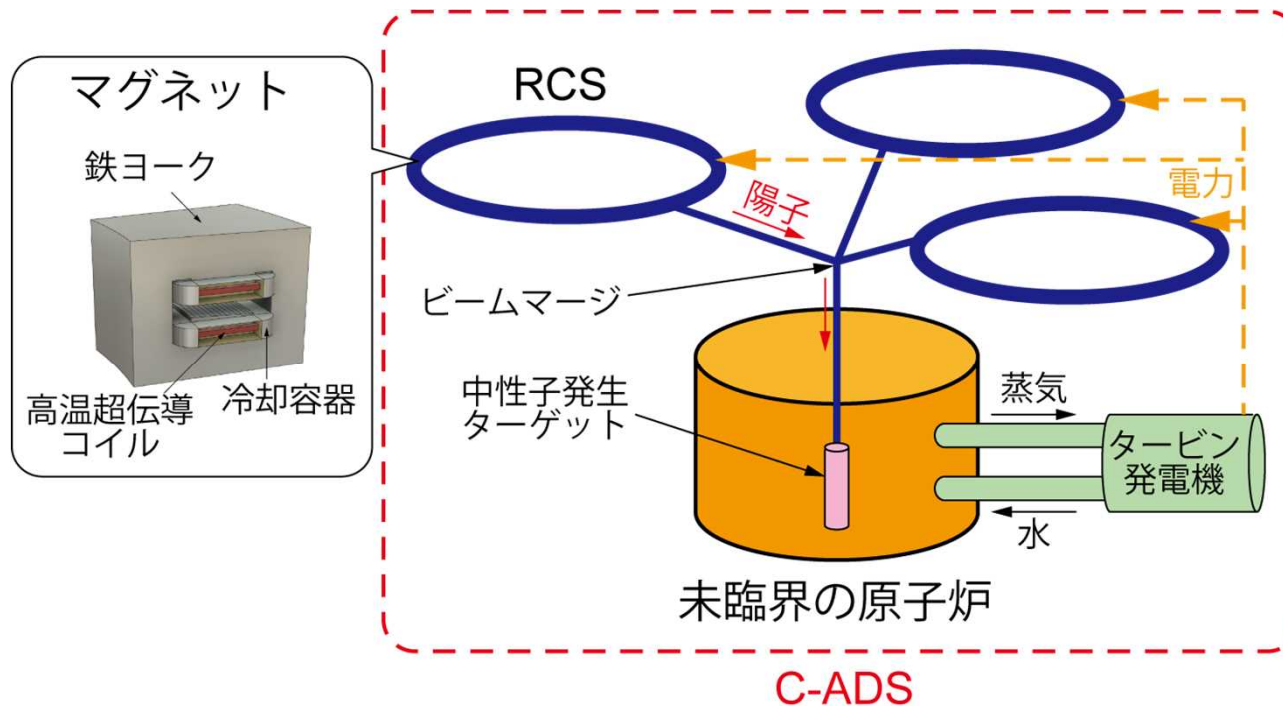 マグネット
鉄ヨーク
高温超伝導
コイル
冷却容器
RCS
陽子
電力
ビームマージ
中性子発生
ターゲット
蒸気
タービン
発電機
水
未臨界の原子炉
C-ADS